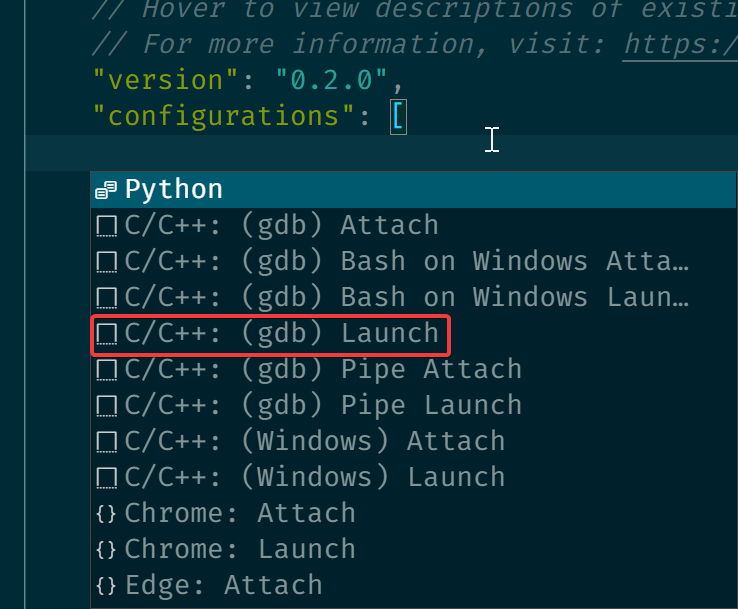 // Hover to view descriptions of existi
// For more information, visit: https:/
"version": "0.2.0",
"configurations": [
Python
C/C++: (gdb) Attach
C/C++: (gdb) Bash on Windows Atta…
C/C++: (gdb) Bash on Windows Laun…
C/C++: (gdb) Launch
C/C++: (gdb) Pipe Attach
C/C++: (gdb) Pipe Launch
C/C++: (Windows) Attach
C/C++: (Windows) Launch
{} Chrome: Attach
{} Chrome: Launch
{} Edge: Attach